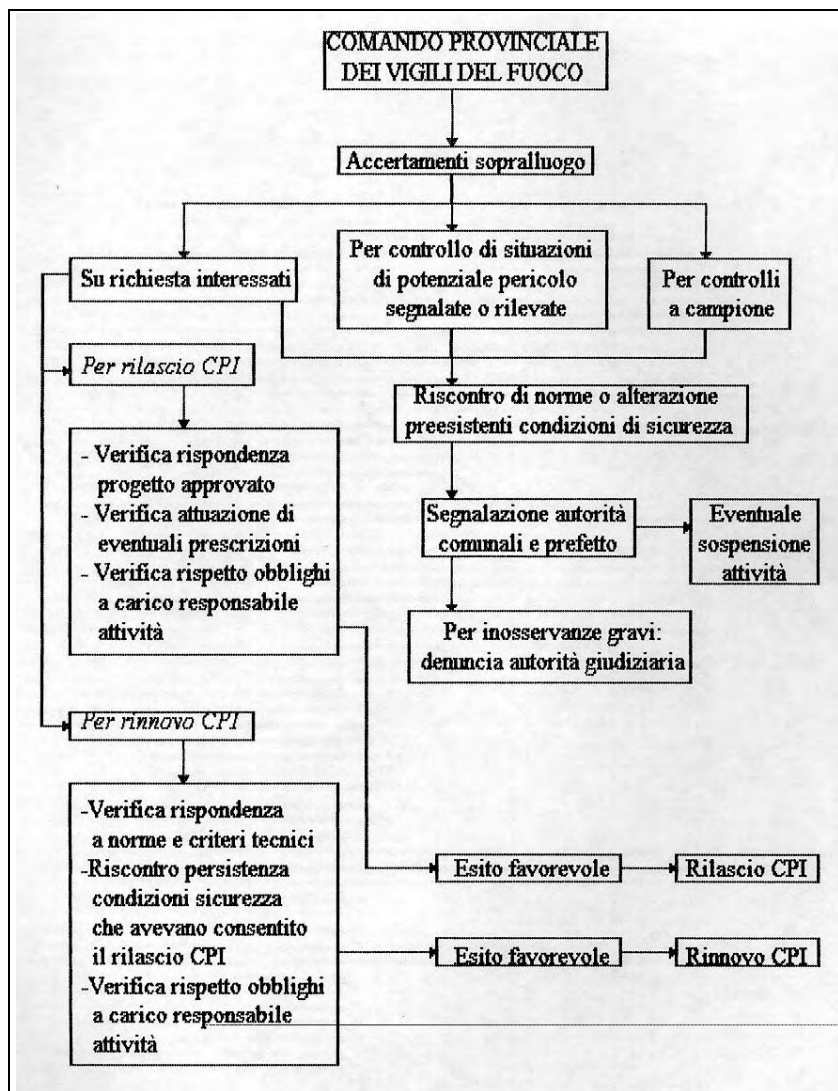 COMANDO PROVINCIALE
DEI VIGILI DEL FUOCO
Accertamenti sopralluogo
Su richiesta interessati
Per controllo di situazioni
di potenziale pericolo
segnalate o rilevate
Per controlli
a campione
Per rilascio CPI
Riscontro di norme o alterazione
preesistenti condizioni di sicurezza
- Verifica rispondenza
progetto approvato
- Verifica attuazione di
eventuali prescrizioni
- Verifica rispetto obblighi
a carico responsabile
attività
Segnalazione autorità
comunali e prefetto
Eventuale
sospensione
attività
Per inosservanze gravi:
denuncia autorità giudiziaria
Per rinnovo CPI
-Verifica rispondenza
a norme e criteri tecnici
-Riscontro persistenza
condizioni sicurezza
che avevano consentito
il rilascio CPI
-Verifica rispetto obblighi
a carico responsabile
attività
Esito favorevole
Rilascio CPI
Esito favorevole
Rinnovo CPI